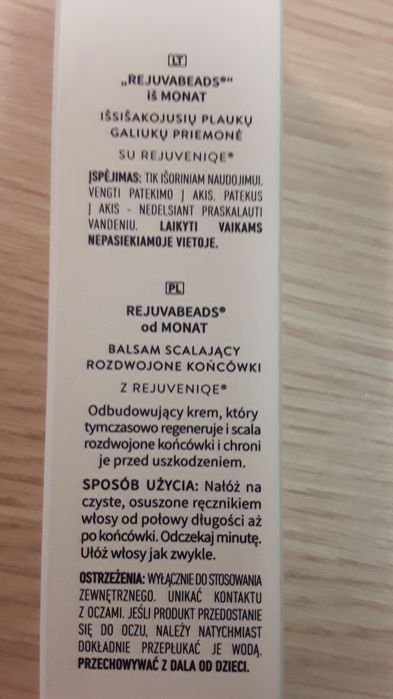 LT
„REJUVABEADS®“
iš MONAT
IŠSIŠAKOJUSIŲ PLAUKŲ
GALIUKŲ PRIEMONĖ
SU REJUVENIQE®
ĮSPĖJIMAS: TIK IŠORINIAM NAUDOJIMUI.
VENGTI PATEKIMO Į AKIS. PATEKUS
Į AKIS - NEDELSIANT PRASKALAUTI
VANDENIU. LAIKYTI VAIKAMS
NEPASIEKIAMOJE VIETOJE.
PL
REJUVABEADS®
od MONAT
BALSAM SCALAJĄCY
ROZDWOJONE KOŃCÓWKI
Z REJUVENIQE®
Odbudowujący krem, który
tymczasowo regeneruje i scala
rozdwojone końcówki i chroni
je przed uszkodzeniem.
SPOSÓB UŻYCIA: Nałóż na
czyste, osuszone ręcznikiem
włosy od połowy długości aż
po końcówki. Odczekaj minutę.
Ułóż włosy jak zwykle.
OSTRZEŻENIA: WYŁĄCZNIE DO STOSOWANIA
ZEWNĘTRZNEGO. UNIKAĆ KONTAKTU
Z OCZAMI. JEŚLI PRODUKT PRZEDOSTANIE
SIĘ DO OCZU, NALEŻY NATYCHMIAST
DOKŁADNIE PRZEPŁUKAĆ JE WODĄ.
PRZECHOWYWAĆ Z DALA OD DZIECI.